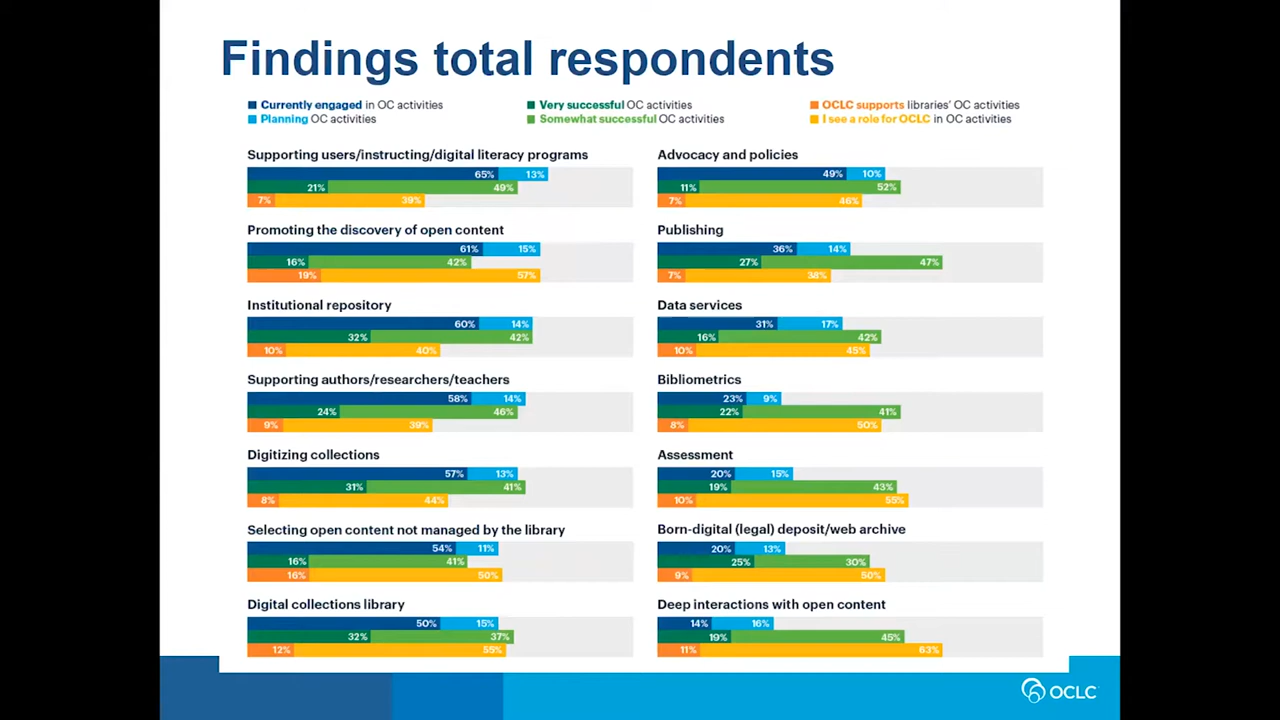 Findings total respondents
Currently engaged in OC activities
Planning OC activities
Very successful OC activities
Somewhat successful OC activities
OCLC supports libraries' OC activities
I see a role for OCLC in OC activities
Supporting users/instructing/digital literacy programs
65% 13%
21% 49%
7% 39%
Promoting the discovery of open content
61% 15%
16% 42%
19% 57%
Institutional repository
60% 14%
32% 42%
10% 40%
Supporting authors/researchers/teachers
58% 14%
24% 46%
9% 39%
Digitizing collections
57% 13%
31% 41%
8% 44%
Selecting open content not managed by the library
54% 11%
16% 41%
16% 50%
Digital collections library
50% 15%
32% 37%
12% 55%
Advocacy and policies
49% 10%
11% 52%
7% 46%
Publishing
36% 14%
27% 47%
7% 38%
Data services
31% 17%
16% 42%
10% 45%
Bibliometrics
23% 9%
22% 41%
8% 50%
Assessment
20% 15%
19% 43%
10% 55%
Born-digital (legal) deposit/web archive
20% 13%
25% 30%
9% 50%
Deep interactions with open content
14% 16%
19% 45%
11% 63%
OCLC